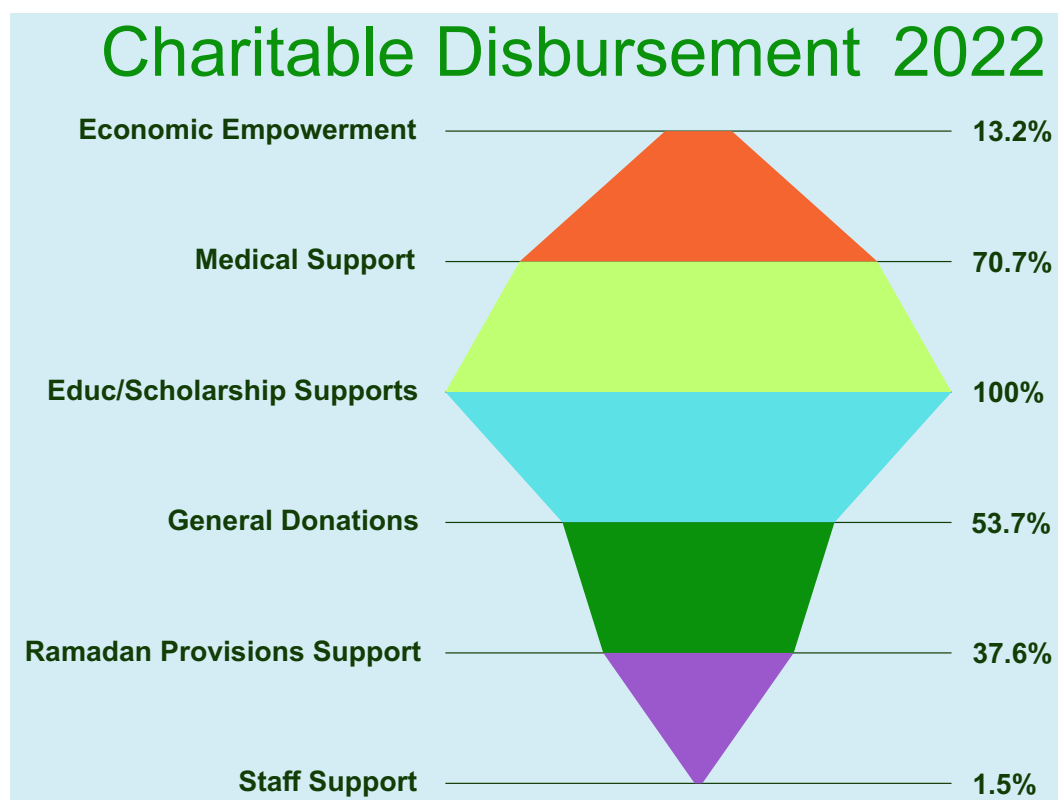 Charitable Disbursement 2022
Economic Empowerment 13.2%
Medical Support 70.7%
Educ/Scholarship Supports 100%
General Donations 53.7%
Ramadan Provisions Support 37.6%
Staff Support 1.5%